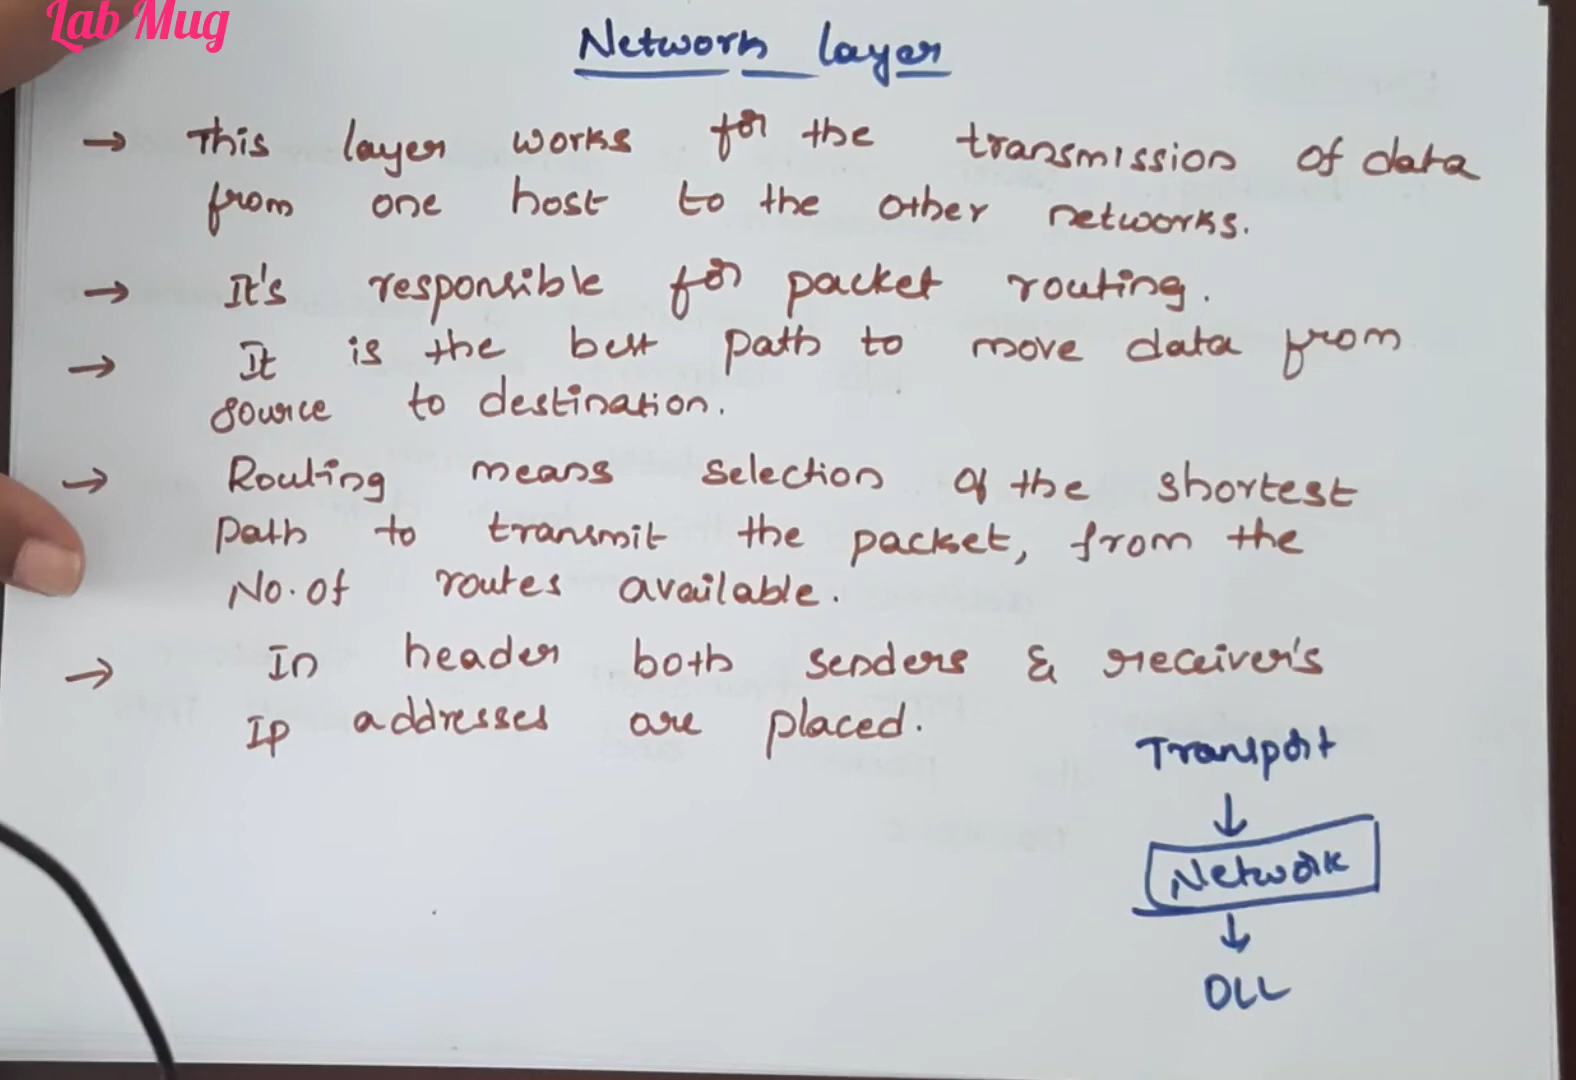 Lab Mug
Network layer
→ This layer works for the transmission of data
from one host to the other networks.
→ It's responsible for packet routing.
→ It is the best path to move data from
source to destination.
→ Routing means selection of the shortest
path to transmit the packet, from the
No. of routes available.
→ In header both senders & receiver's
Ip addresses are placed.
Transport
↓
Network
↓
DLL